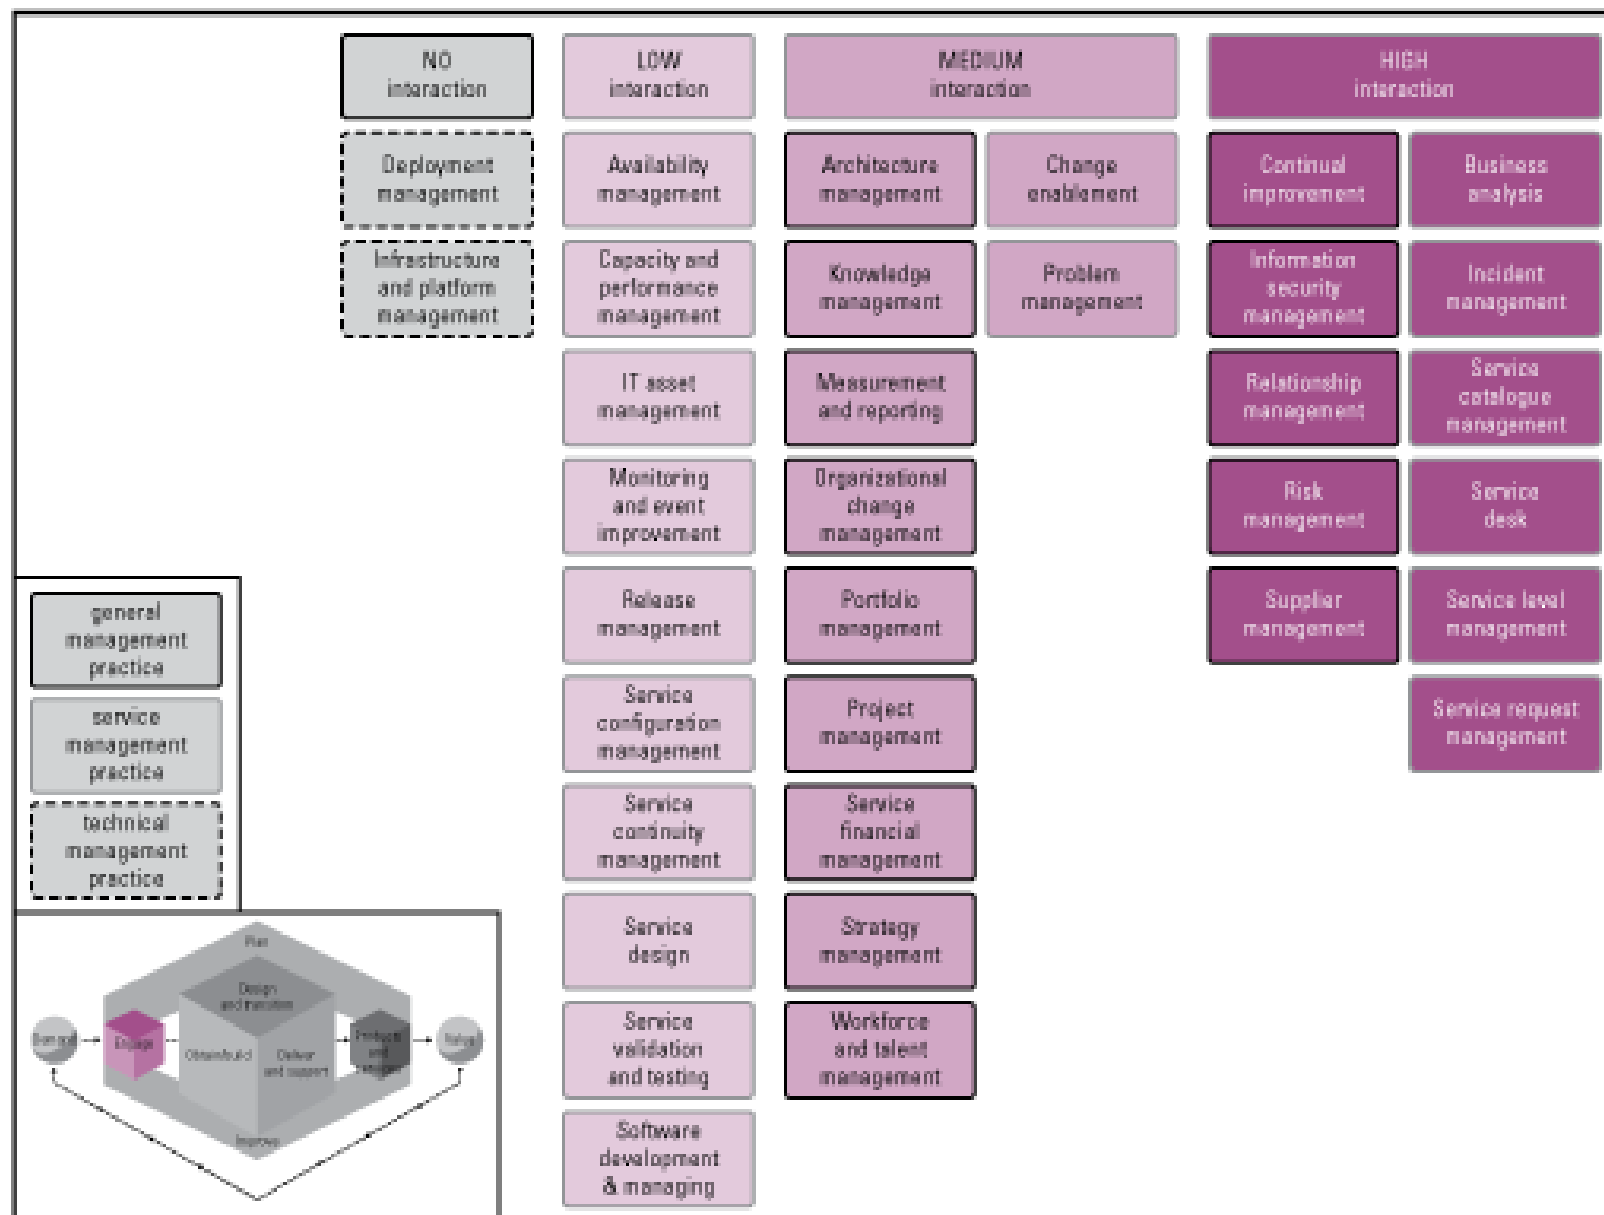 NO
interaction
LOW
interaction
MEDIUM
interaction
HIGH
interaction
Deployment
management
Infrastructure
and platform
management
Availability
management
Capacity and
performance
management
IT asset
management
Monitoring
and event
improvement
Release
management
Service
configuration
management
Service
continuity
management
Service
design
Service
validation
and testing
Software
development
& managing
Architecture
management
Knowledge
management
Measurement
and reporting
Organizational
change
management
Portfolio
management
Project
management
Service
financial
management
Strategy
management
Workforce
and talent
management
Change
enablement
Problem
management
Continual
improvement
Information
security
management
Relationship
management
Risk
management
Supplier
management
Business
analysis
Incident
management
Service
catalogue
management
Service
desk
Service level
management
Service request
management
general
management
practice
service
management
practice
technical
management
practice
Plan
Design
and transition
Demand
Engage
Obtain/build
Deliver
and support
Products
and
Value
Improve